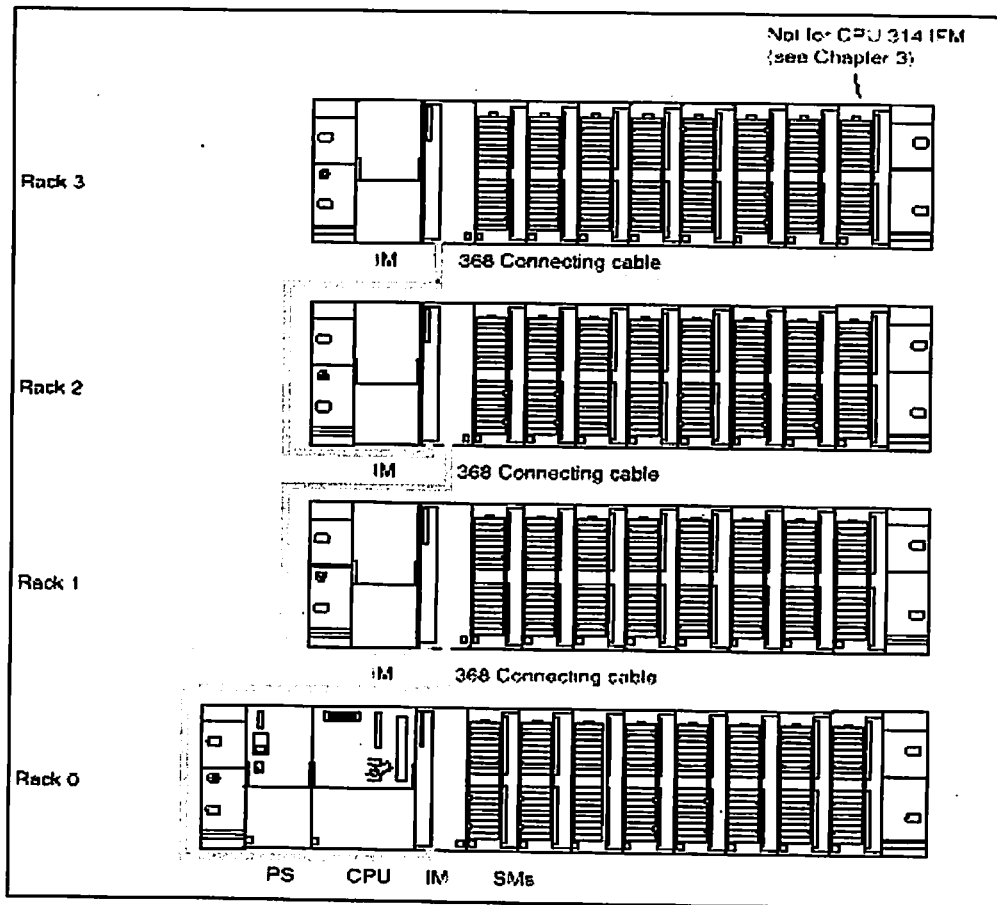 Not for CPU 314 IFM
(see Chapter 3)
Rack 3
IM 368 Connecting cable
Rack 2
IM 368 Connecting cable
Rack 1
IM 368 Connecting cable
Rack 0
PS CPU IM SMs